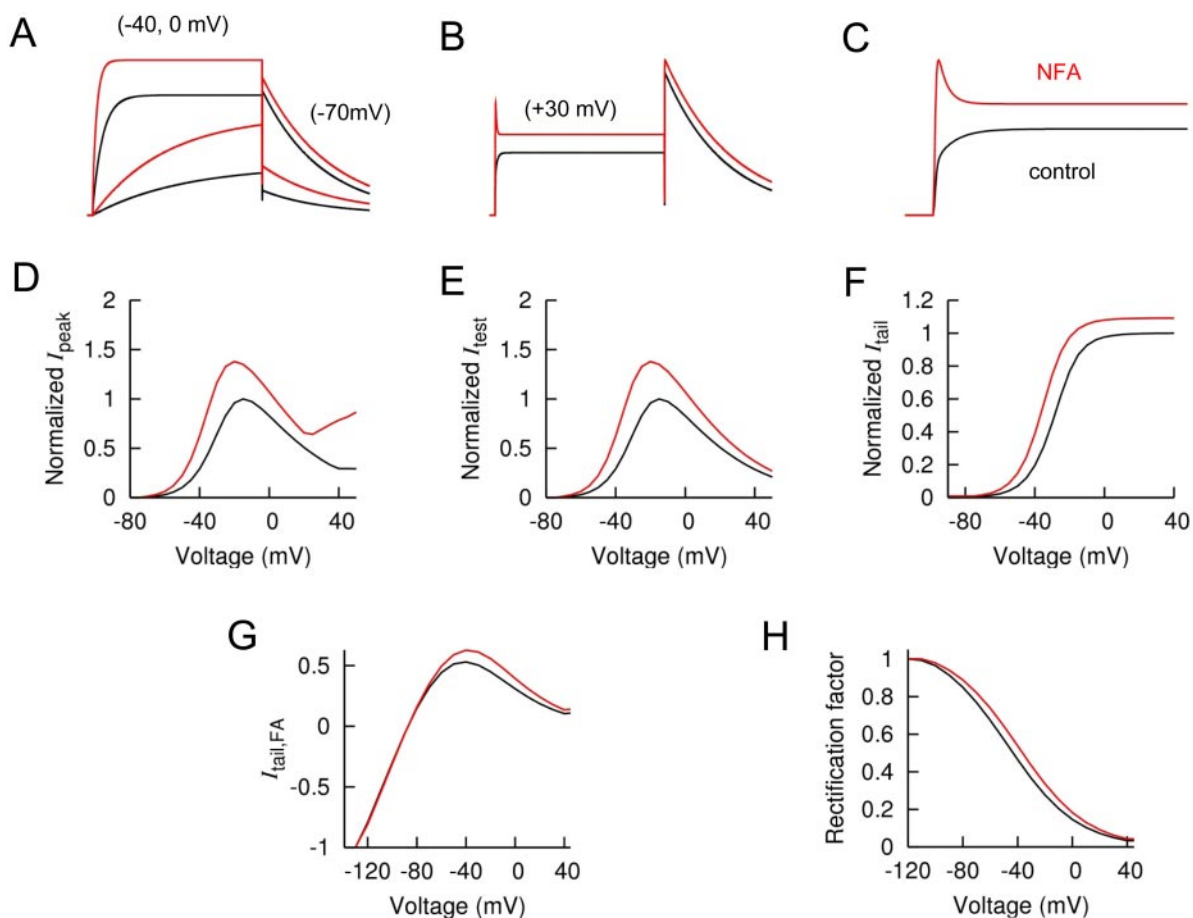 A
(-40, 0 mV)
(-70mV)
B
(+30 mV)
C
NFA
control
D
Normalized Ipeak
2
1.5
1
0.5
0
-80
-40
0
40
Voltage (mV)
E
Normalized Itest
2
1.5
1
0.5
0
-80
-40
0
40
Voltage (mV)
F
Normalized Itail
1.2
1
0.8
0.6
0.4
0.2
0
-80
-40
0
40
Voltage (mV)
G
Itail,FA
0.5
0
-0.5
-1
-120
-80
-40
0
40
Voltage (mV)
H
Rectification factor
1
0.8
0.6
0.4
0.2
0
-120
-80
-40
0
40
Voltage (mV)